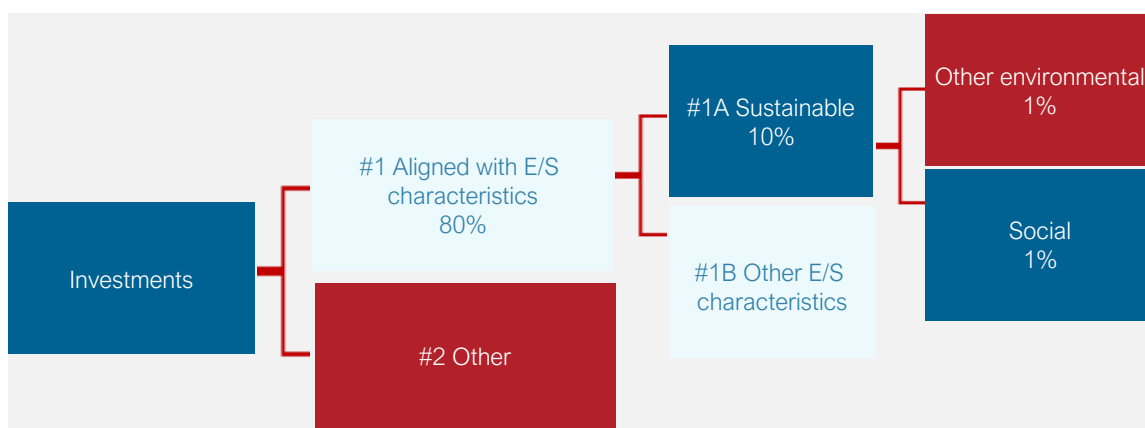 Investments
#1 Aligned with E/S
characteristics
80%
#2 Other
#1A Sustainable
10%
#1B Other E/S
characteristics
Other environmental
1%
Social
1%